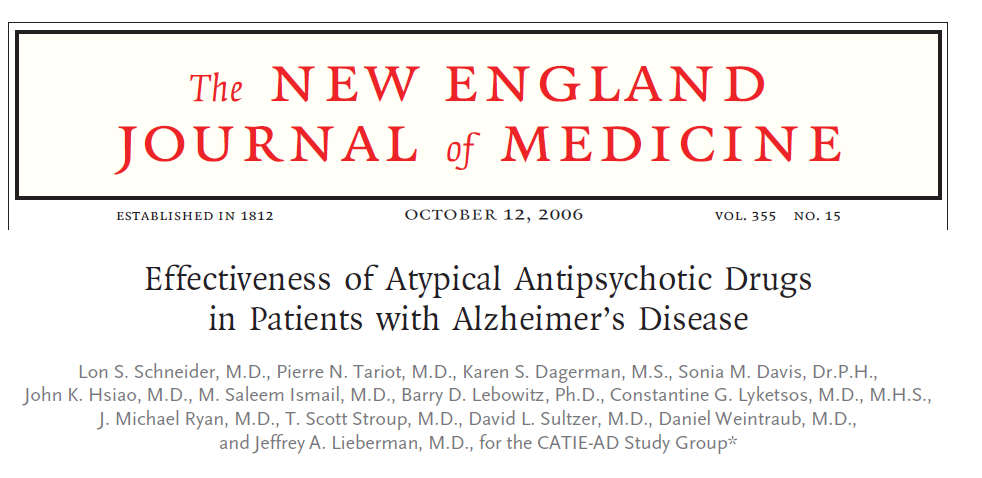 The NEW ENGLAND
JOURNAL of MEDICINE
ESTABLISHED IN 1812 OCTOBER 12, 2006 VOL. 355 NO. 15
Effectiveness of Atypical Antipsychotic Drugs
in Patients with Alzheimer’s Disease
Lon S. Schneider, M.D., Pierre N. Tariot, M.D., Karen S. Dagerman, M.S., Sonia M. Davis, Dr.P.H.,
John K. Hsiao, M.D., M. Saleem Ismail, M.D., Barry D. Lebowitz, Ph.D., Constantine G. Lyketsos, M.D., M.H.S.,
J. Michael Ryan, M.D., T. Scott Stroup, M.D., David L. Sultzer, M.D., Daniel Weintraub, M.D.,
and Jeffrey A. Lieberman, M.D., for the CATIE-AD Study Group*